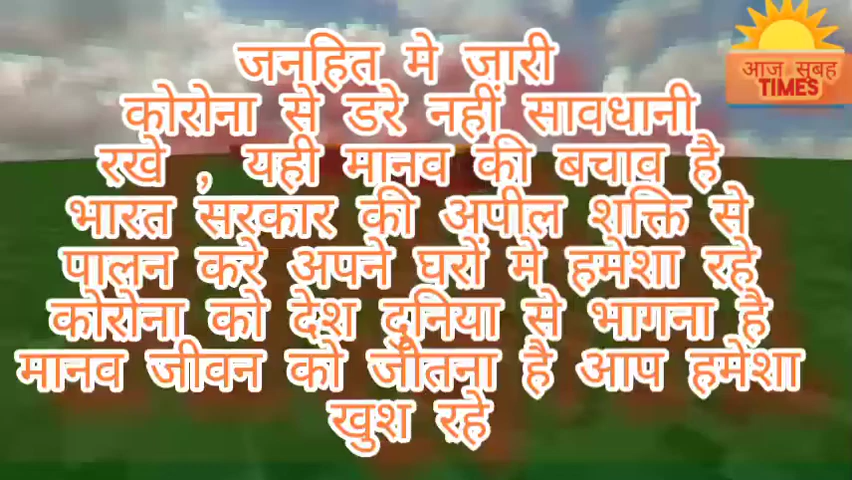 जनहित मे जारी
कोरोना से डरे नहीं सावधानी
रखे , यही मानव की बचाव है
भारत सरकार की अपील शक्ति से
पालन करे अपने घरों मे हमेशा रहे
कोरोना को देश दुनिया से भागना है
मानव जीवन को जीतना है आप हमेशा
खुश रहे
आज सुबह
TIMES